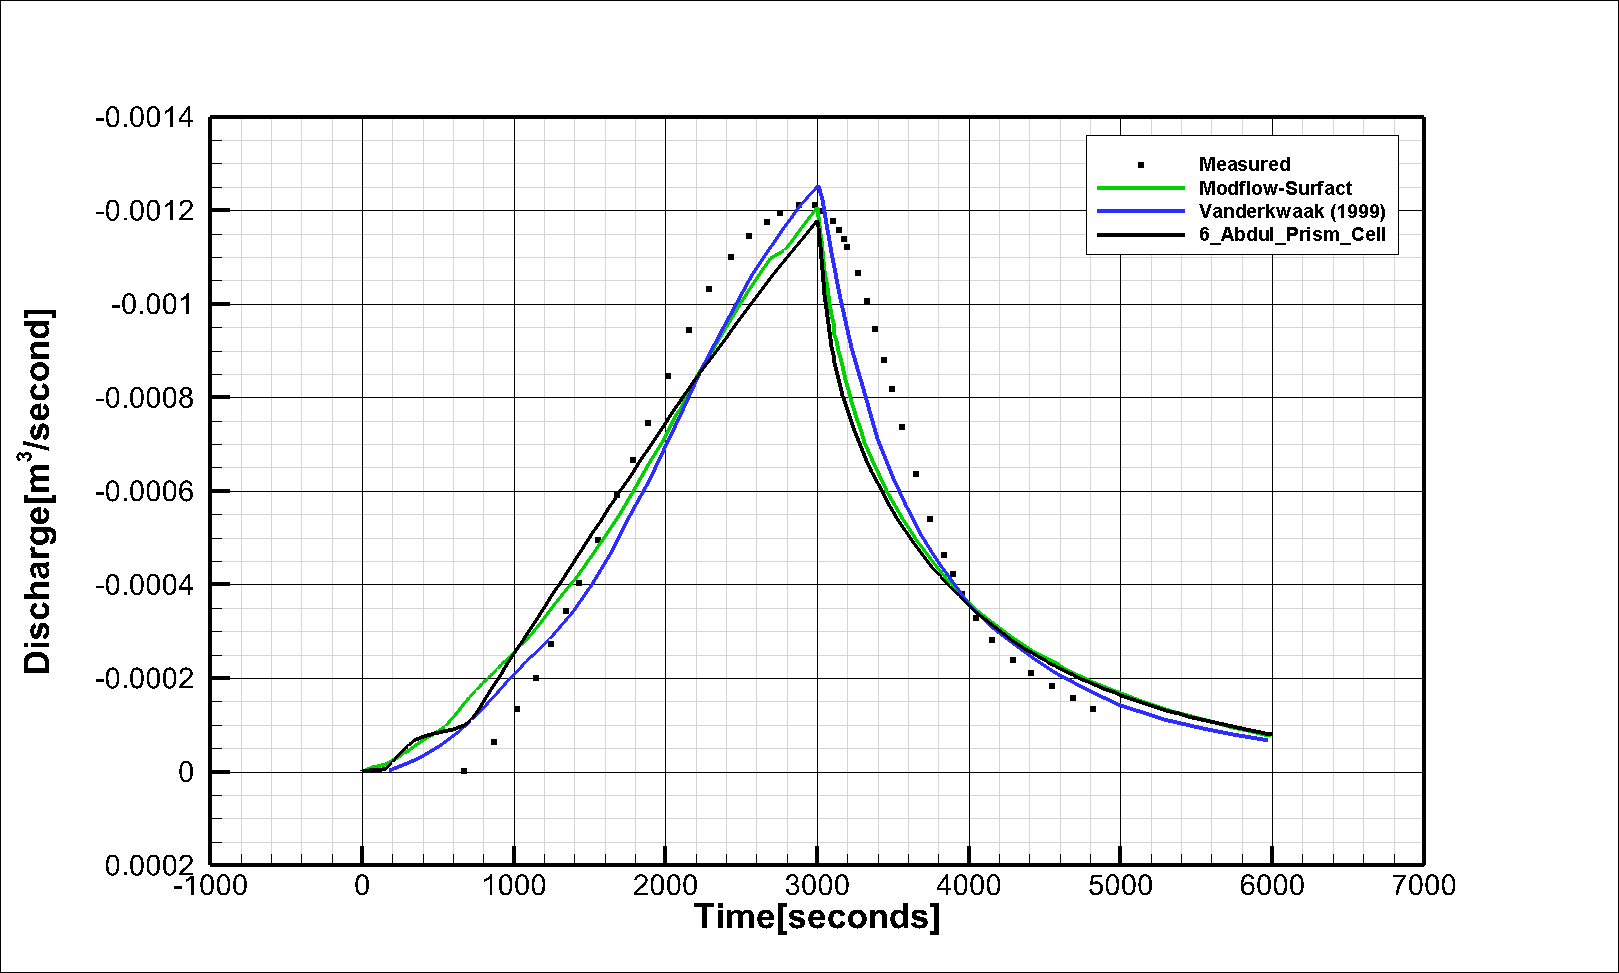 -0.0014
-0.0012
-0.001
-0.0008
-0.0006
-0.0004
-0.0002
0
0.0002
Discharge[m³/second]
Measured
Modflow-Surfact
Vanderkwaak (1999)
6_Abdul_Prism_Cell
-1000 0 1000 2000 3000 4000 5000 6000 7000
Time[seconds]